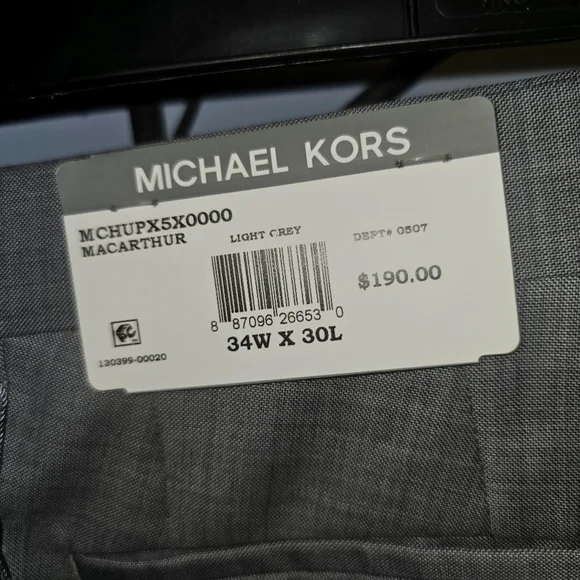 MICHAEL KORS
MCHUPX5X0000
MACARTHUR
LIGHT GREY
DEPT# 0507
$190.00
8 87096 26653 0
34W X 30L
130399-00020